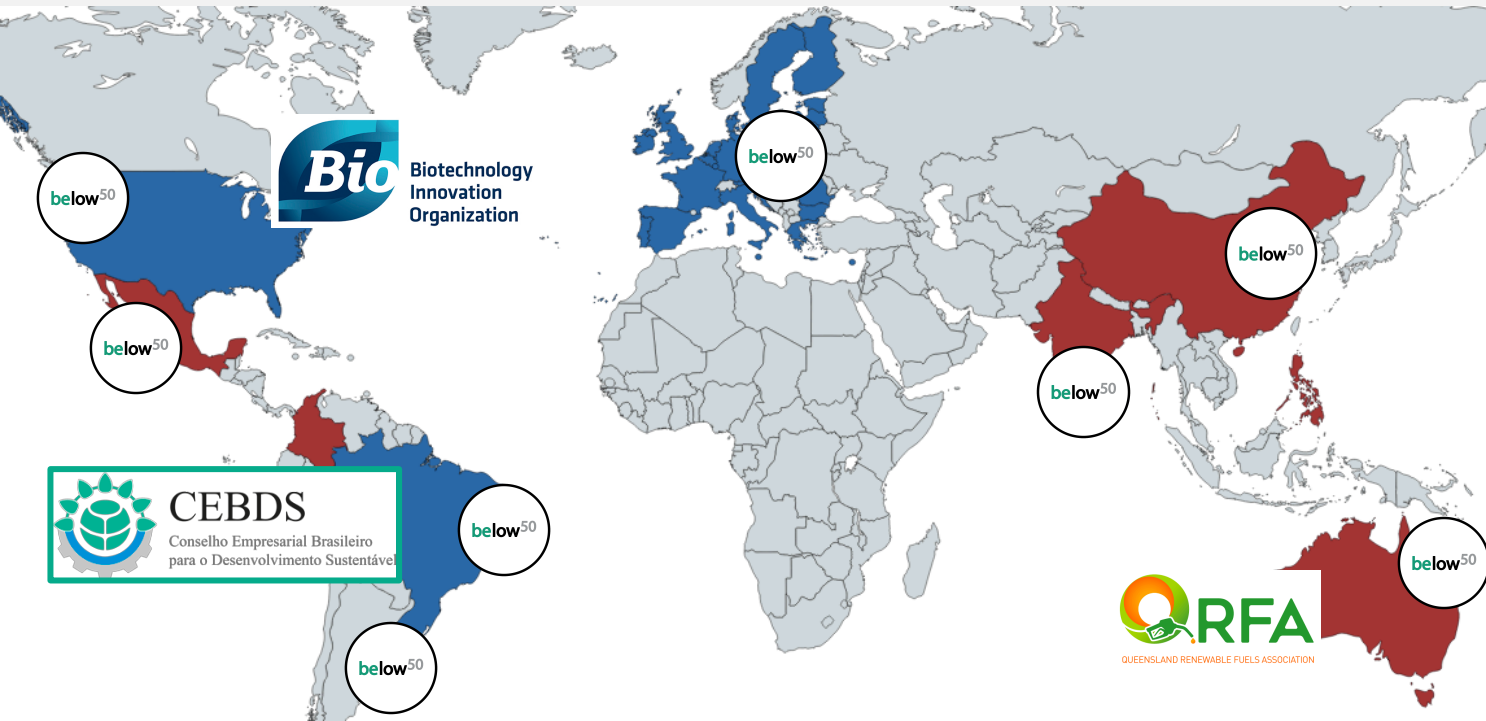 below50
Bio
Biotechnology
Innovation
Organization
below50
below50
below50
below50
below50
CEBDS
Conselho Empresarial Brasileiro
para o Desenvolvimento Sustentável
below50
below50
below50
QRFA
QUEENSLAND RENEWABLE FUELS ASSOCIATION